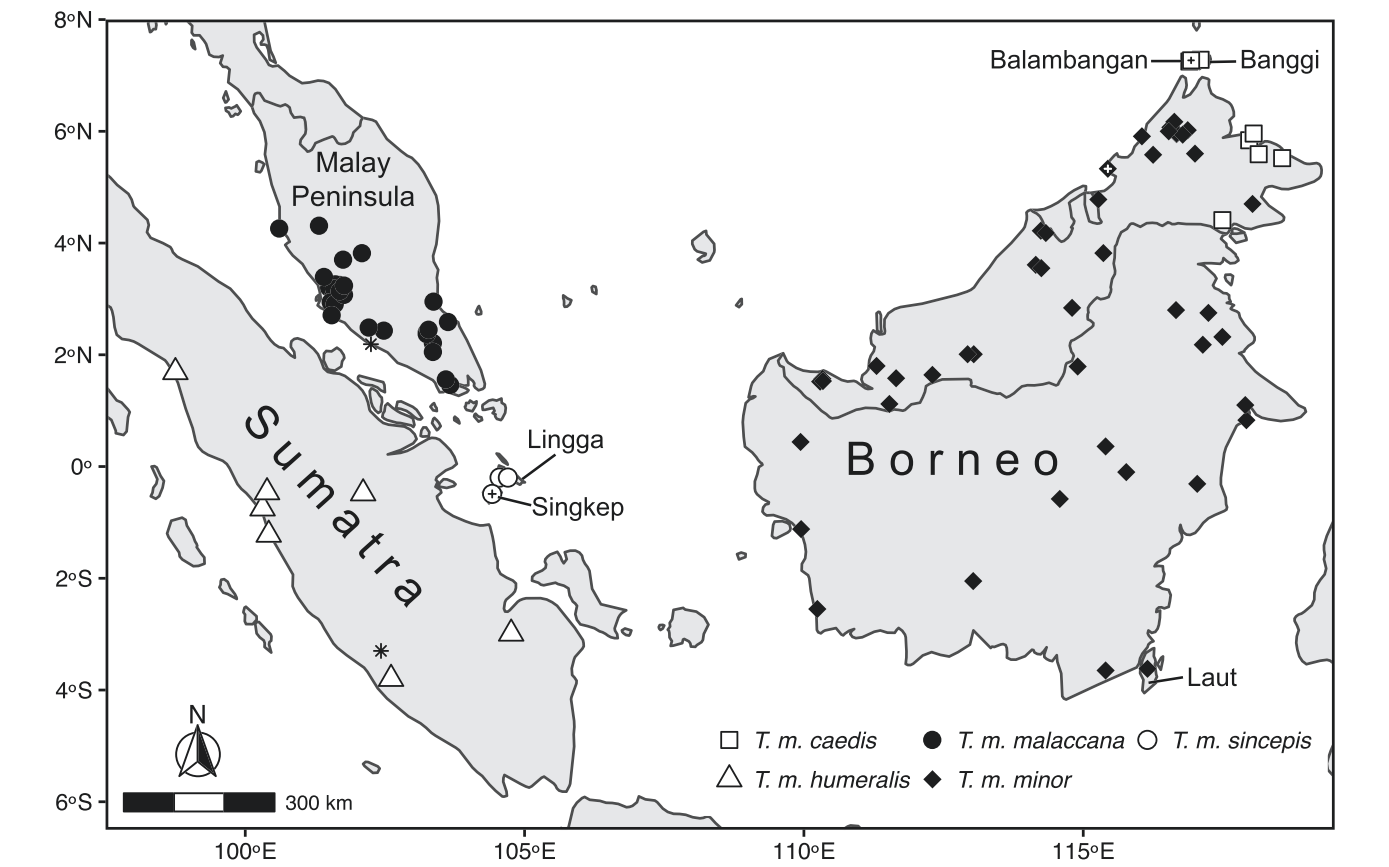 8°N
Balambangan
Banggi
6°N
Malay
Peninsula
4°N
2°N
Sumatra
Lingga
Borneo
0°
Singkep
2°S
Laut
4°S
N
T. m. caedis
T. m. malaccana
T. m. sincepis
T. m. humeralis
T. m. minor
300 km
6°S
100°E
105°E
110°E
115°E